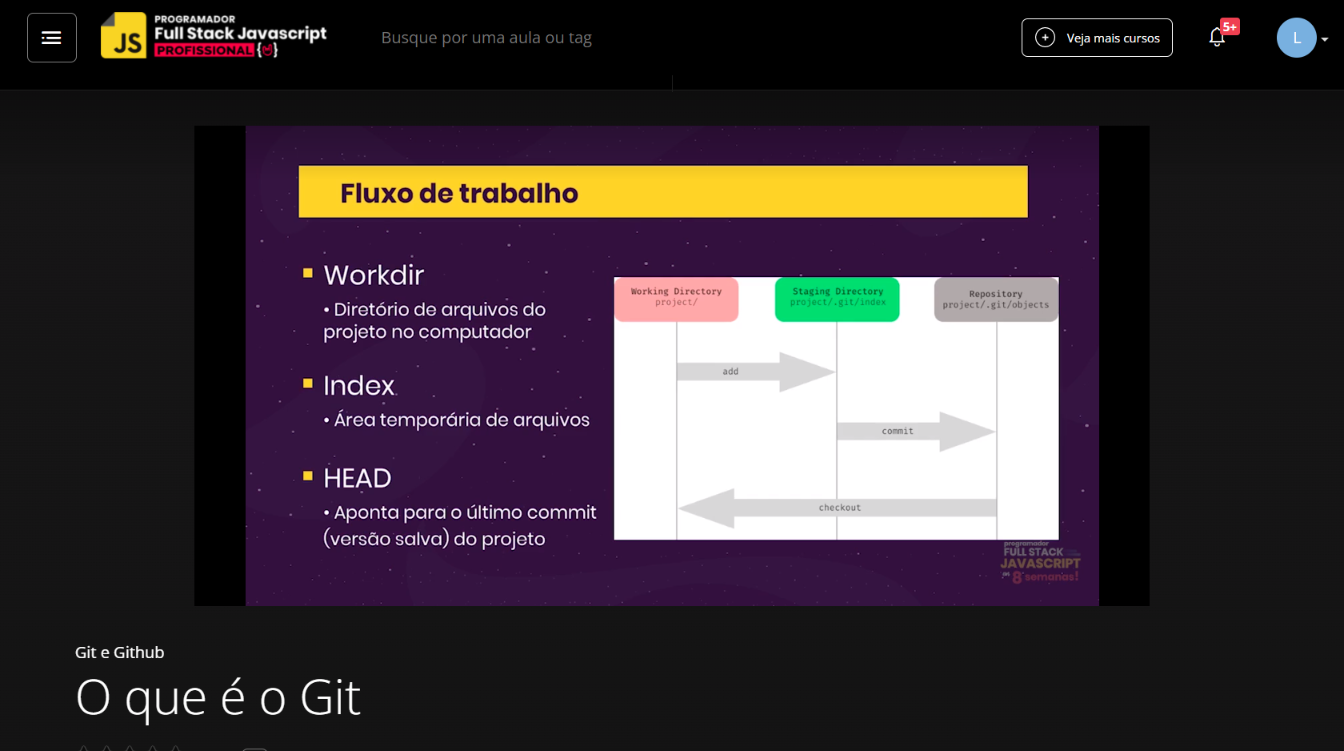 JS
PROGRAMADOR
Full Stack Javascript
PROFISSIONAL
Busque por uma aula ou tag
Veja mais cursos
5+
L
Fluxo de trabalho
Workdir
• Diretório de arquivos do
projeto no computador
Index
• Área temporária de arquivos
HEAD
• Aponta para o último commit
(versão salva) do projeto
Working Directory
project/
Staging Directory
project/.git/index
Repository
project/.git/objects
add
commit
checkout
programador
FULL STACK
JAVASCRIPT
em 8 semanas!
Git e Github
O que é o Git